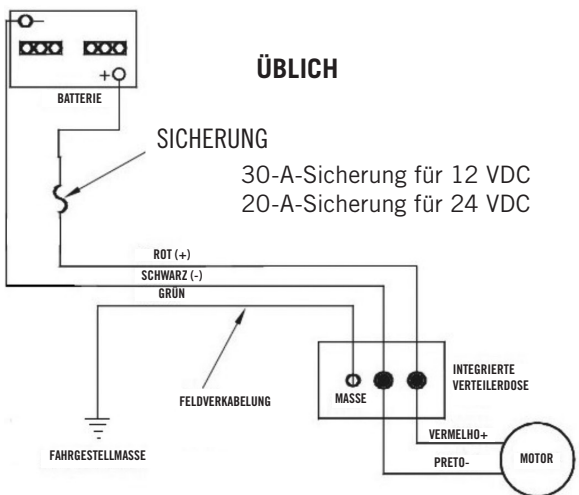 −
+
BATTERIE
ÜBLICH
SICHERUNG
30-A-Sicherung für 12 VDC
20-A-Sicherung für 24 VDC
ROT (+)
SCHWARZ (-)
GRÜN
FELDVERKABELUNG
FAHRGESTELLMASSE
MASSE
INTEGRIERTE
VERTEILERDOSE
VERMELHO+
PRETO-
MOTOR